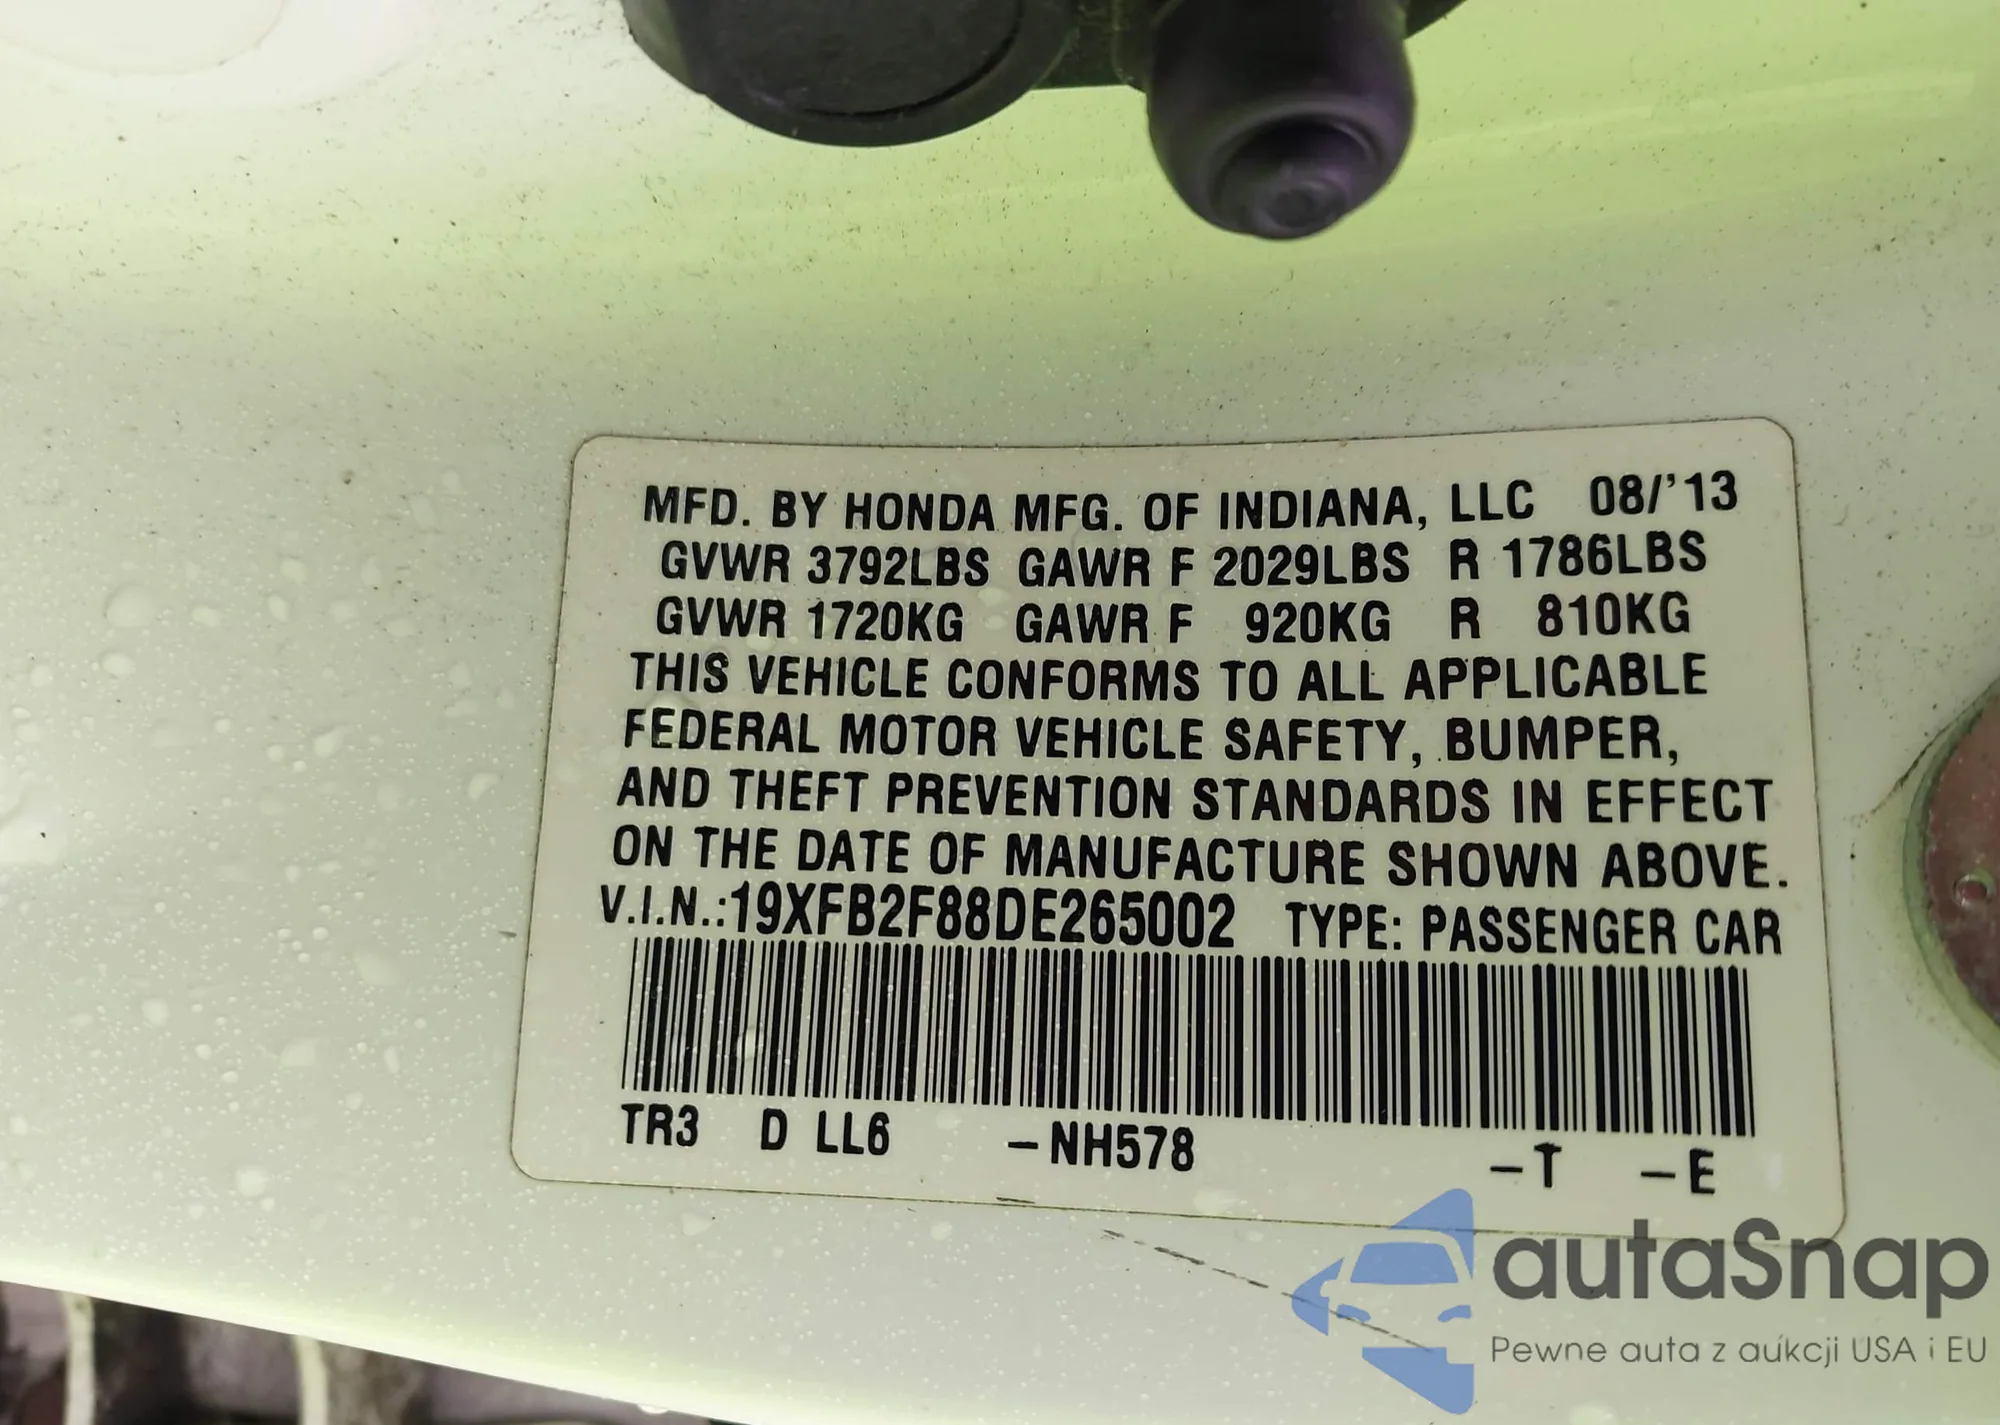 MFD. BY HONDA MFG. OF INDIANA, LLC 08/'13
GVWR 3792LBS GAWR F 2029LBS R 1786LBS
GVWR 1720KG GAWR F 920KG R 810KG
THIS VEHICLE CONFORMS TO ALL APPLICABLE
FEDERAL MOTOR VEHICLE SAFETY, BUMPER,
AND THEFT PREVENTION STANDARDS IN EFFECT
ON THE DATE OF MANUFACTURE SHOWN ABOVE.
V.I.N.:19XFB2F88DE265002 TYPE: PASSENGER CAR
TR3 D LL6 -NH578 -T -E
autaSnap
Pewne auta z aukcji USA i EU